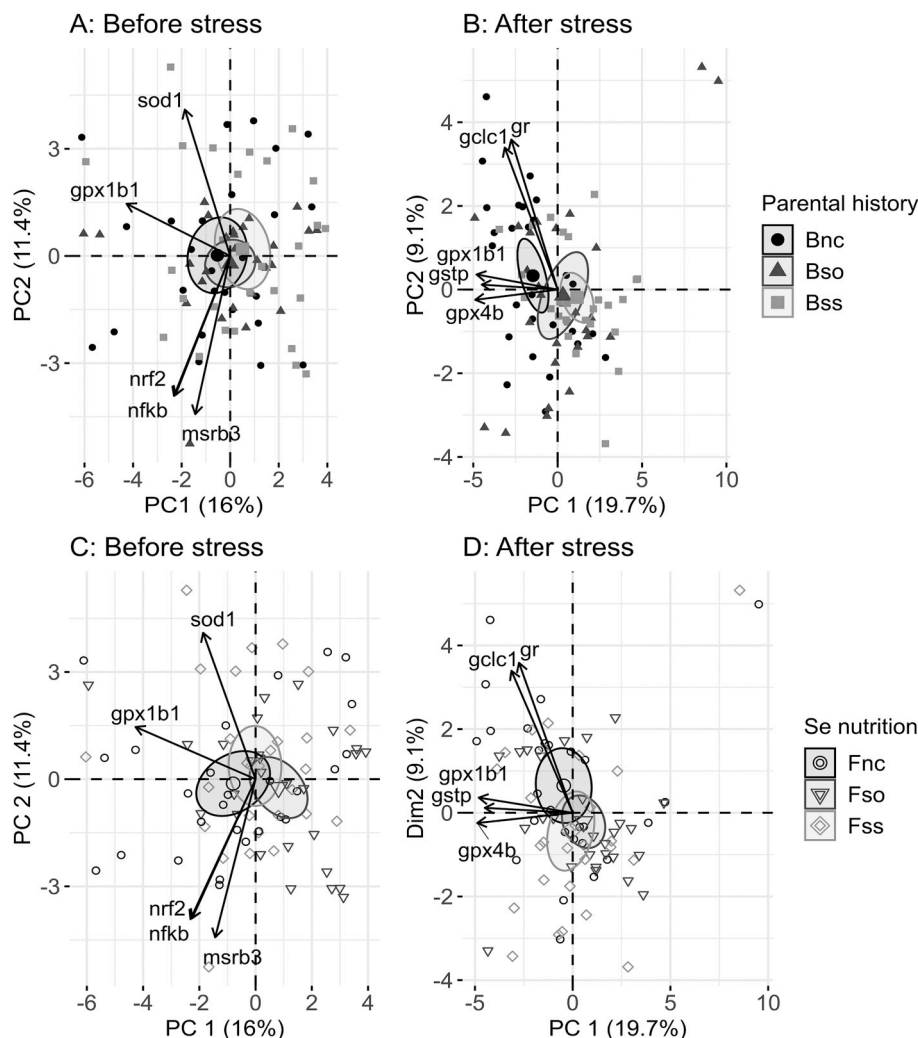 A: Before stress
B: After stress
sod1
gpx1b1
nrf2
nfkb
msrb3
PC2 (11.4%)
3
0
-3
-6 -4 -2 0 2 4
PC1 (16%)
gclc1 gr
gpx1b1
gstp
gpx4b
PC2 (9.1%)
4
2
0
-2
-4
-5 0 5 10
PC 1 (19.7%)
Parental history
Bnc
Bso
Bss
C: Before stress
D: After stress
sod1
gpx1b1
nrf2
nfkb
msrb3
PC 2 (11.4%)
3
0
-3
-6 -4 -2 0 2 4
PC 1 (16%)
gclc1 gr
gpx1b1
gstp
gpx4b
Dim2 (9.1%)
4
2
0
-2
-4
-5 0 5 10
PC 1 (19.7%)
Se nutrition
Fnc
Fso
Fss